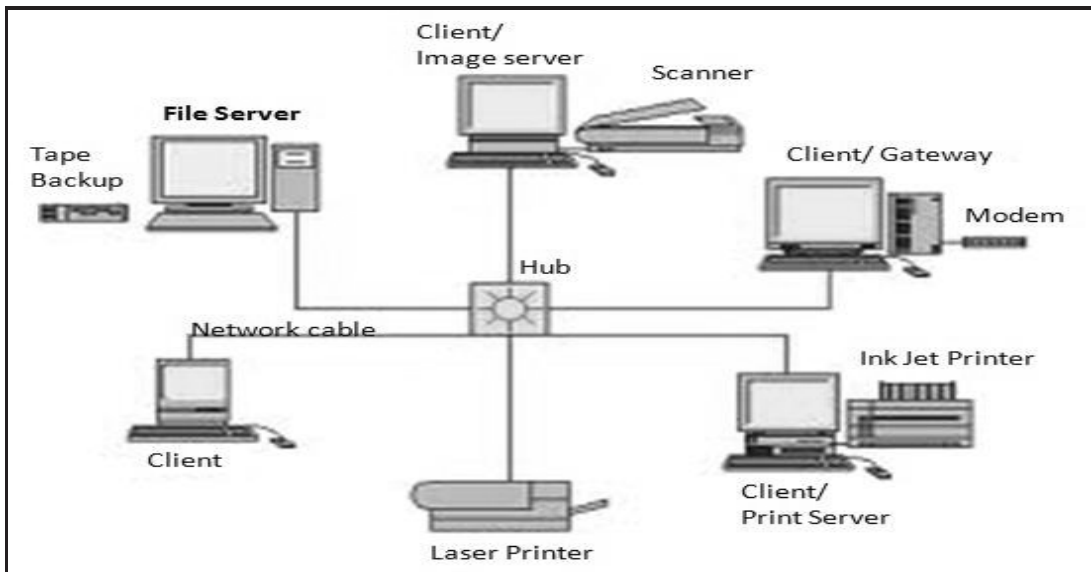 Client/
Image server
Scanner
File Server
Tape
Backup
Client/ Gateway
Modem
Hub
Network cable
Ink Jet Printer
Client
Client/
Print Server
Laser Printer